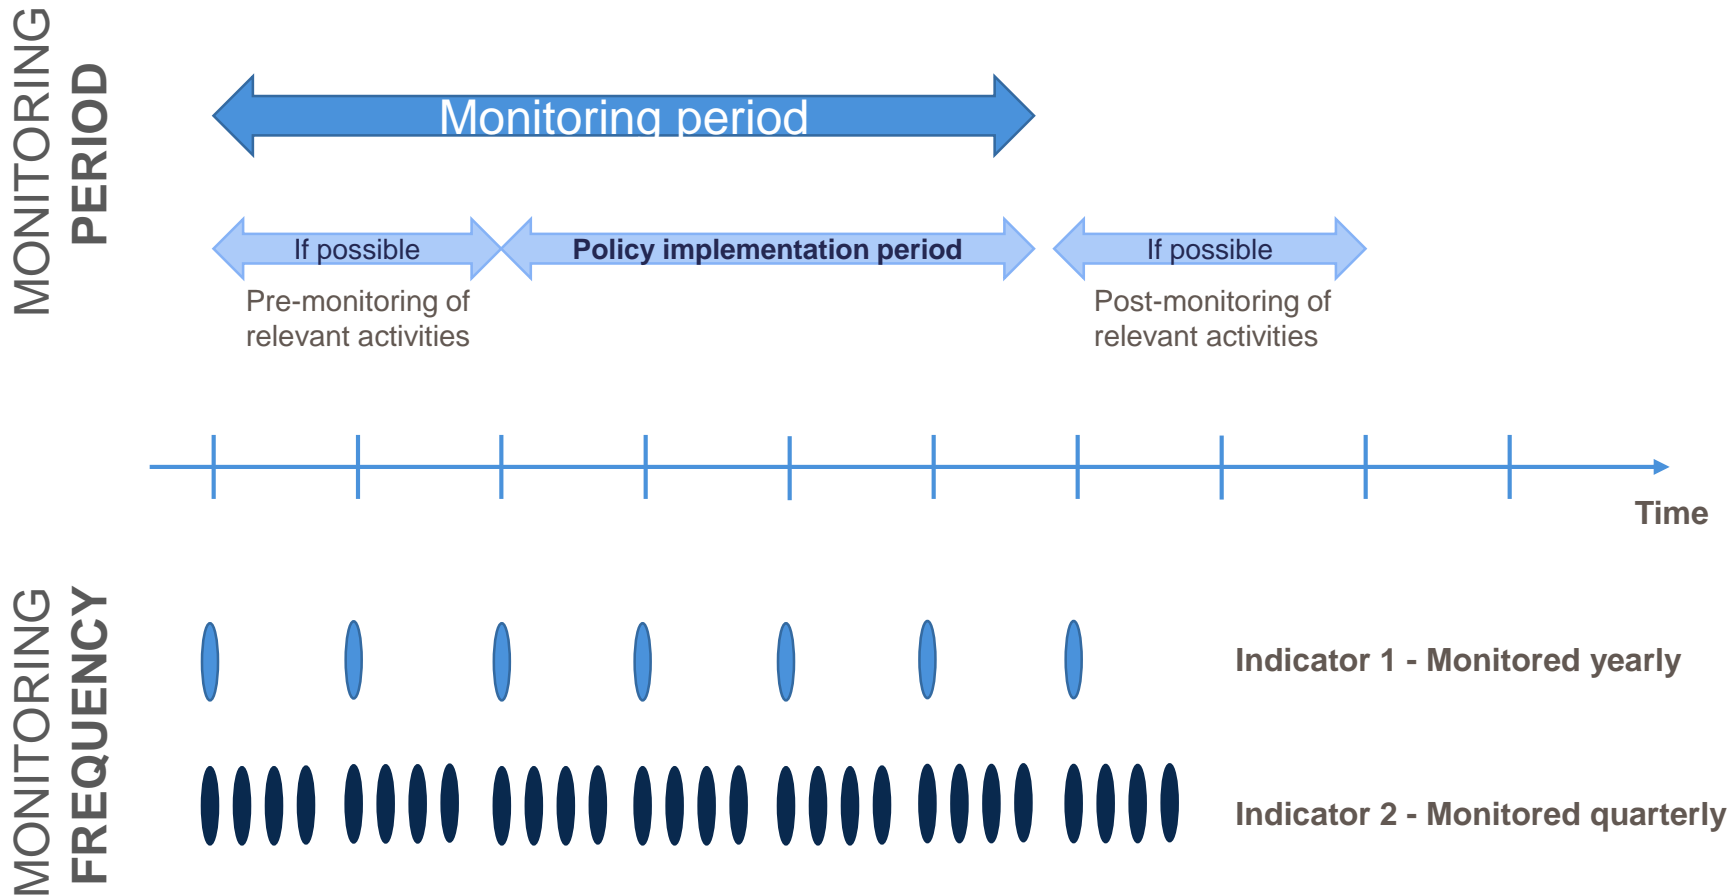 MONITORING
PERIOD
Monitoring period
If possible
Policy implementation period
If possible
Pre-monitoring of
relevant activities
Post-monitoring of
relevant activities
Time
MONITORING
FREQUENCY
Indicator 1 - Monitored yearly
Indicator 2 - Monitored quarterly